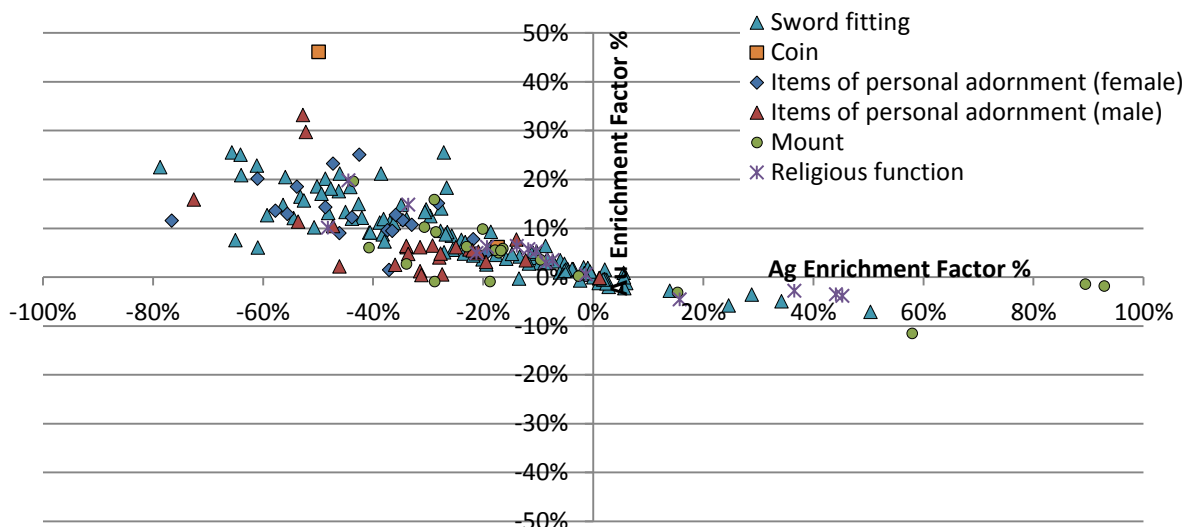 50%
40%
30%
20%
10%
0%
-10%
-20%
-30%
-40%
-50%
-100% -80% -60% -40% -20% 0% 20% 40% 60% 80% 100%
Au Enrichment Factor %
Ag Enrichment Factor %
Sword fitting
Coin
Items of personal adornment (female)
Items of personal adornment (male)
Mount
Religious function